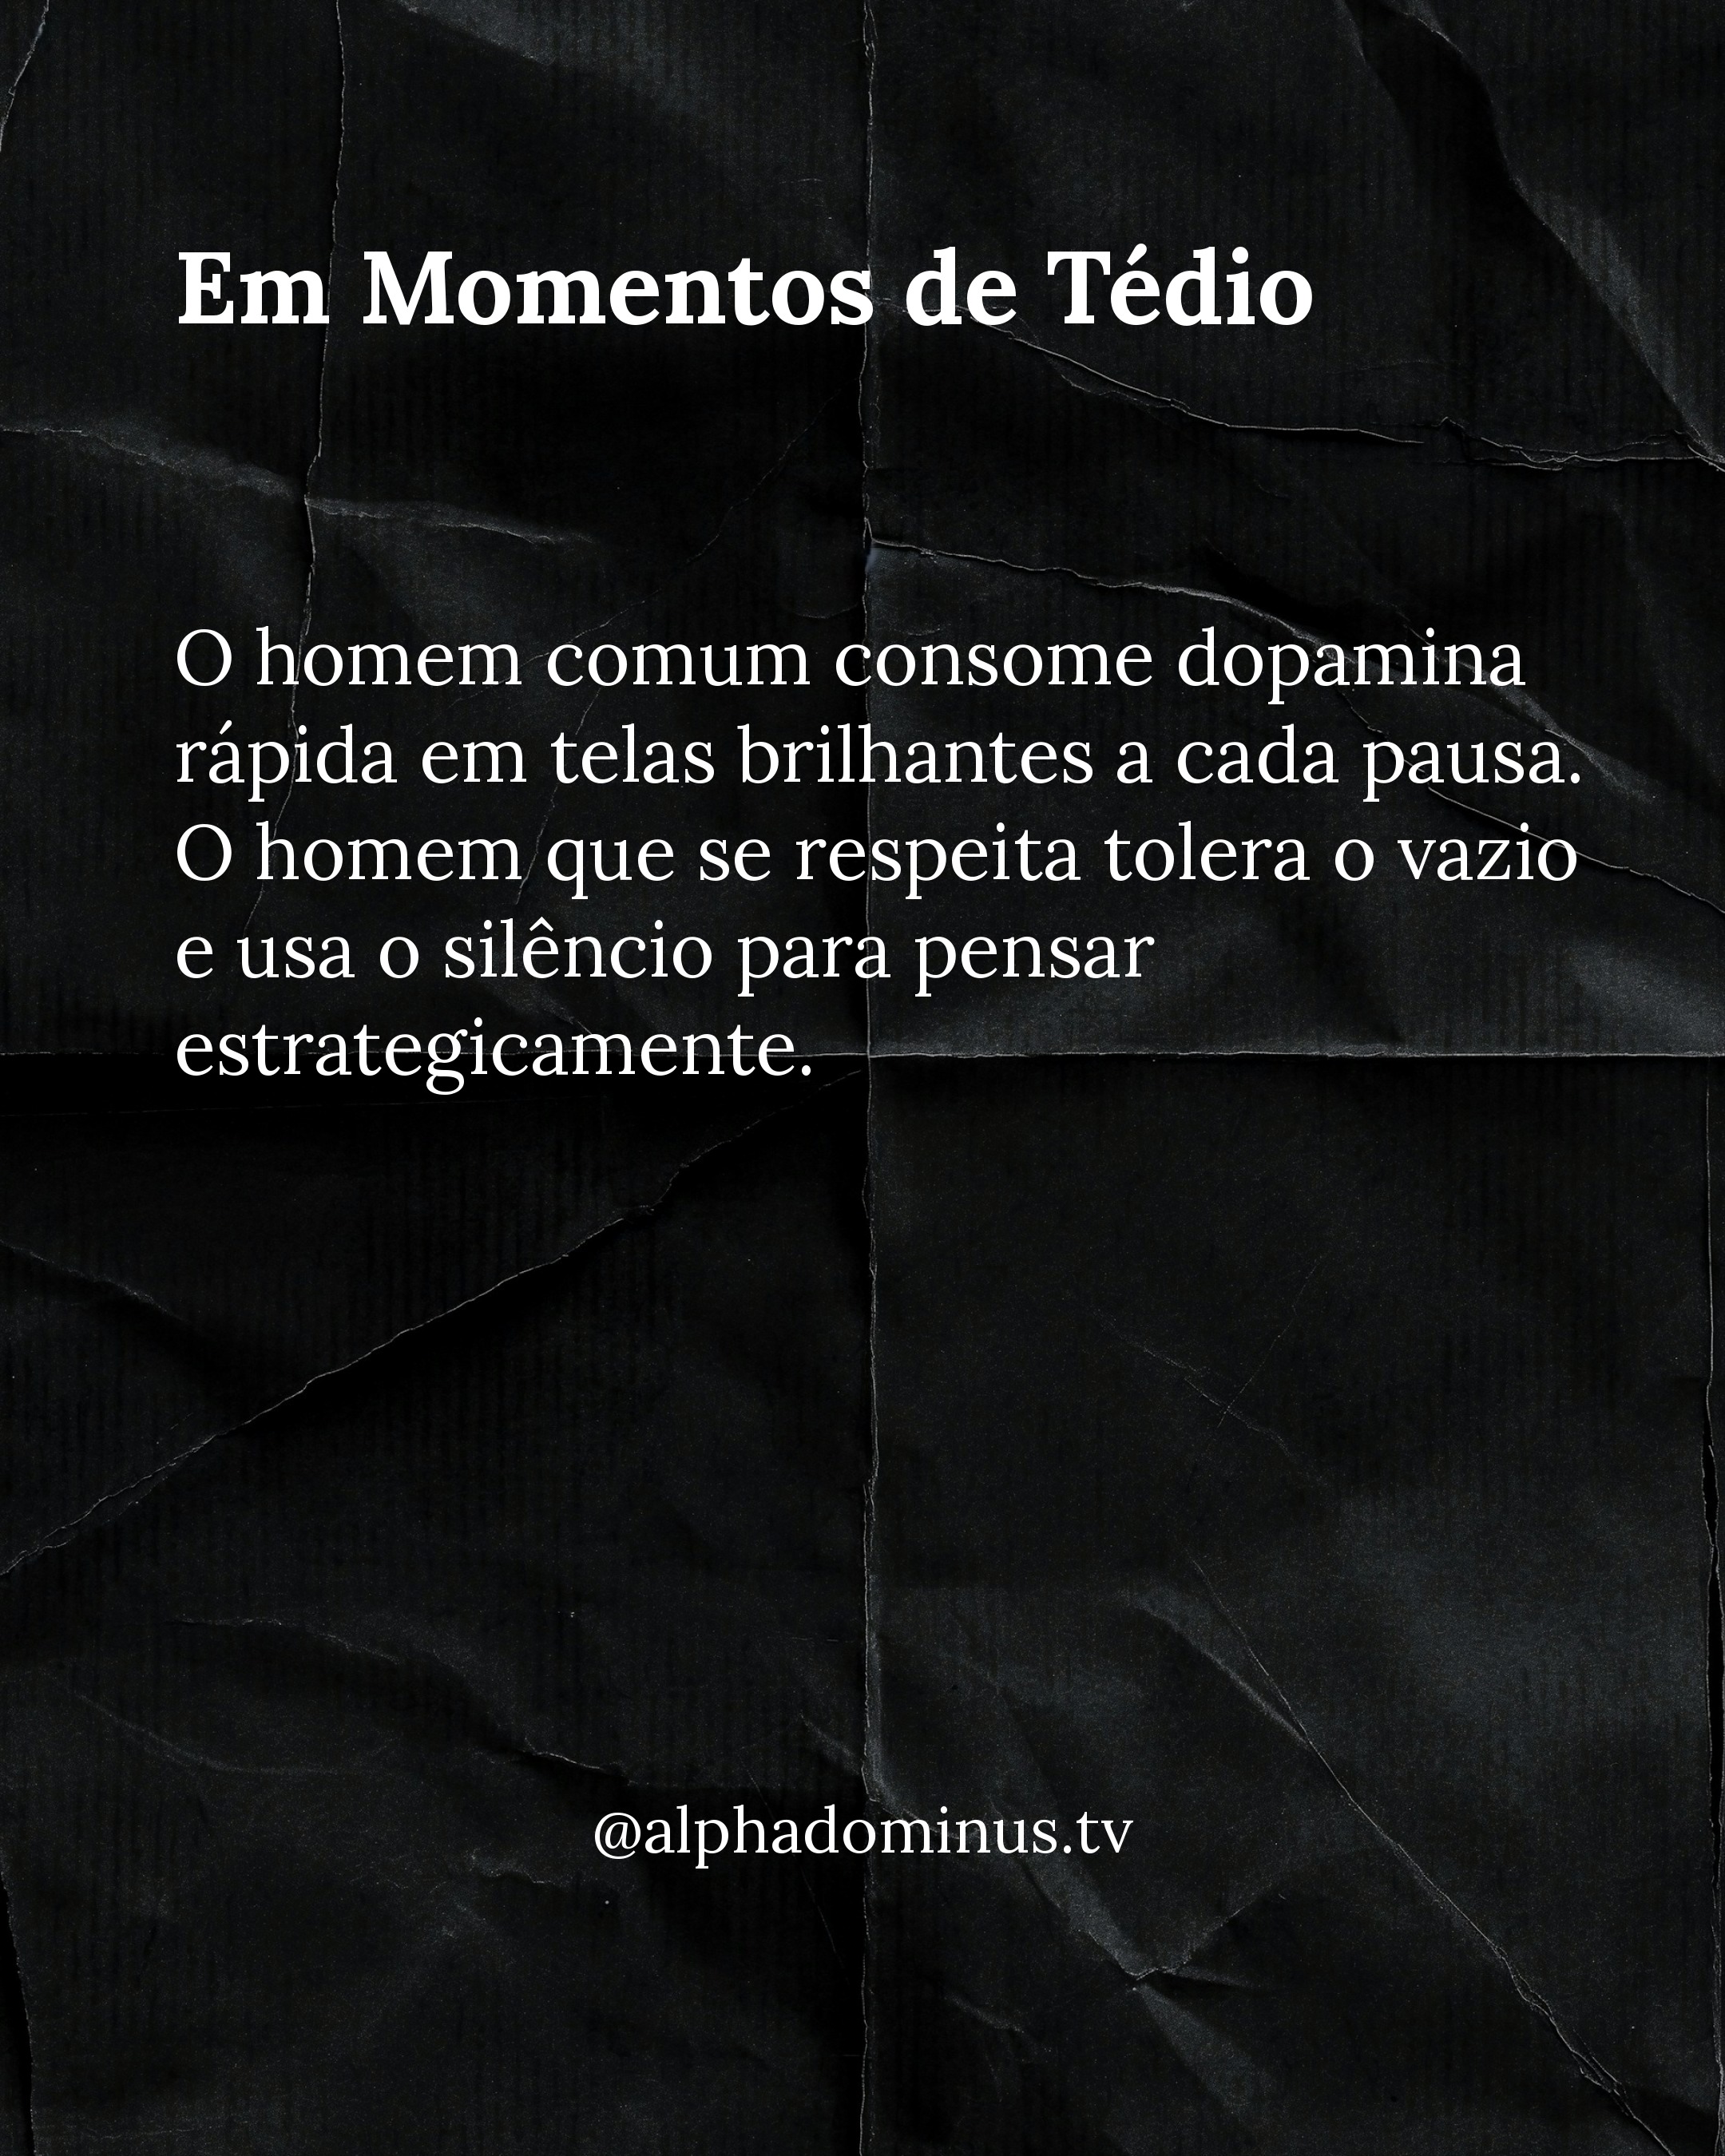 Em Momentos de Tédio
O homem comum consome dopamina
rápida em telas brilhantes a cada pausa.
O homem que se respeita tolera o vazio
e usa o silêncio para pensar
estrategicamente.
@alphadominus.tv